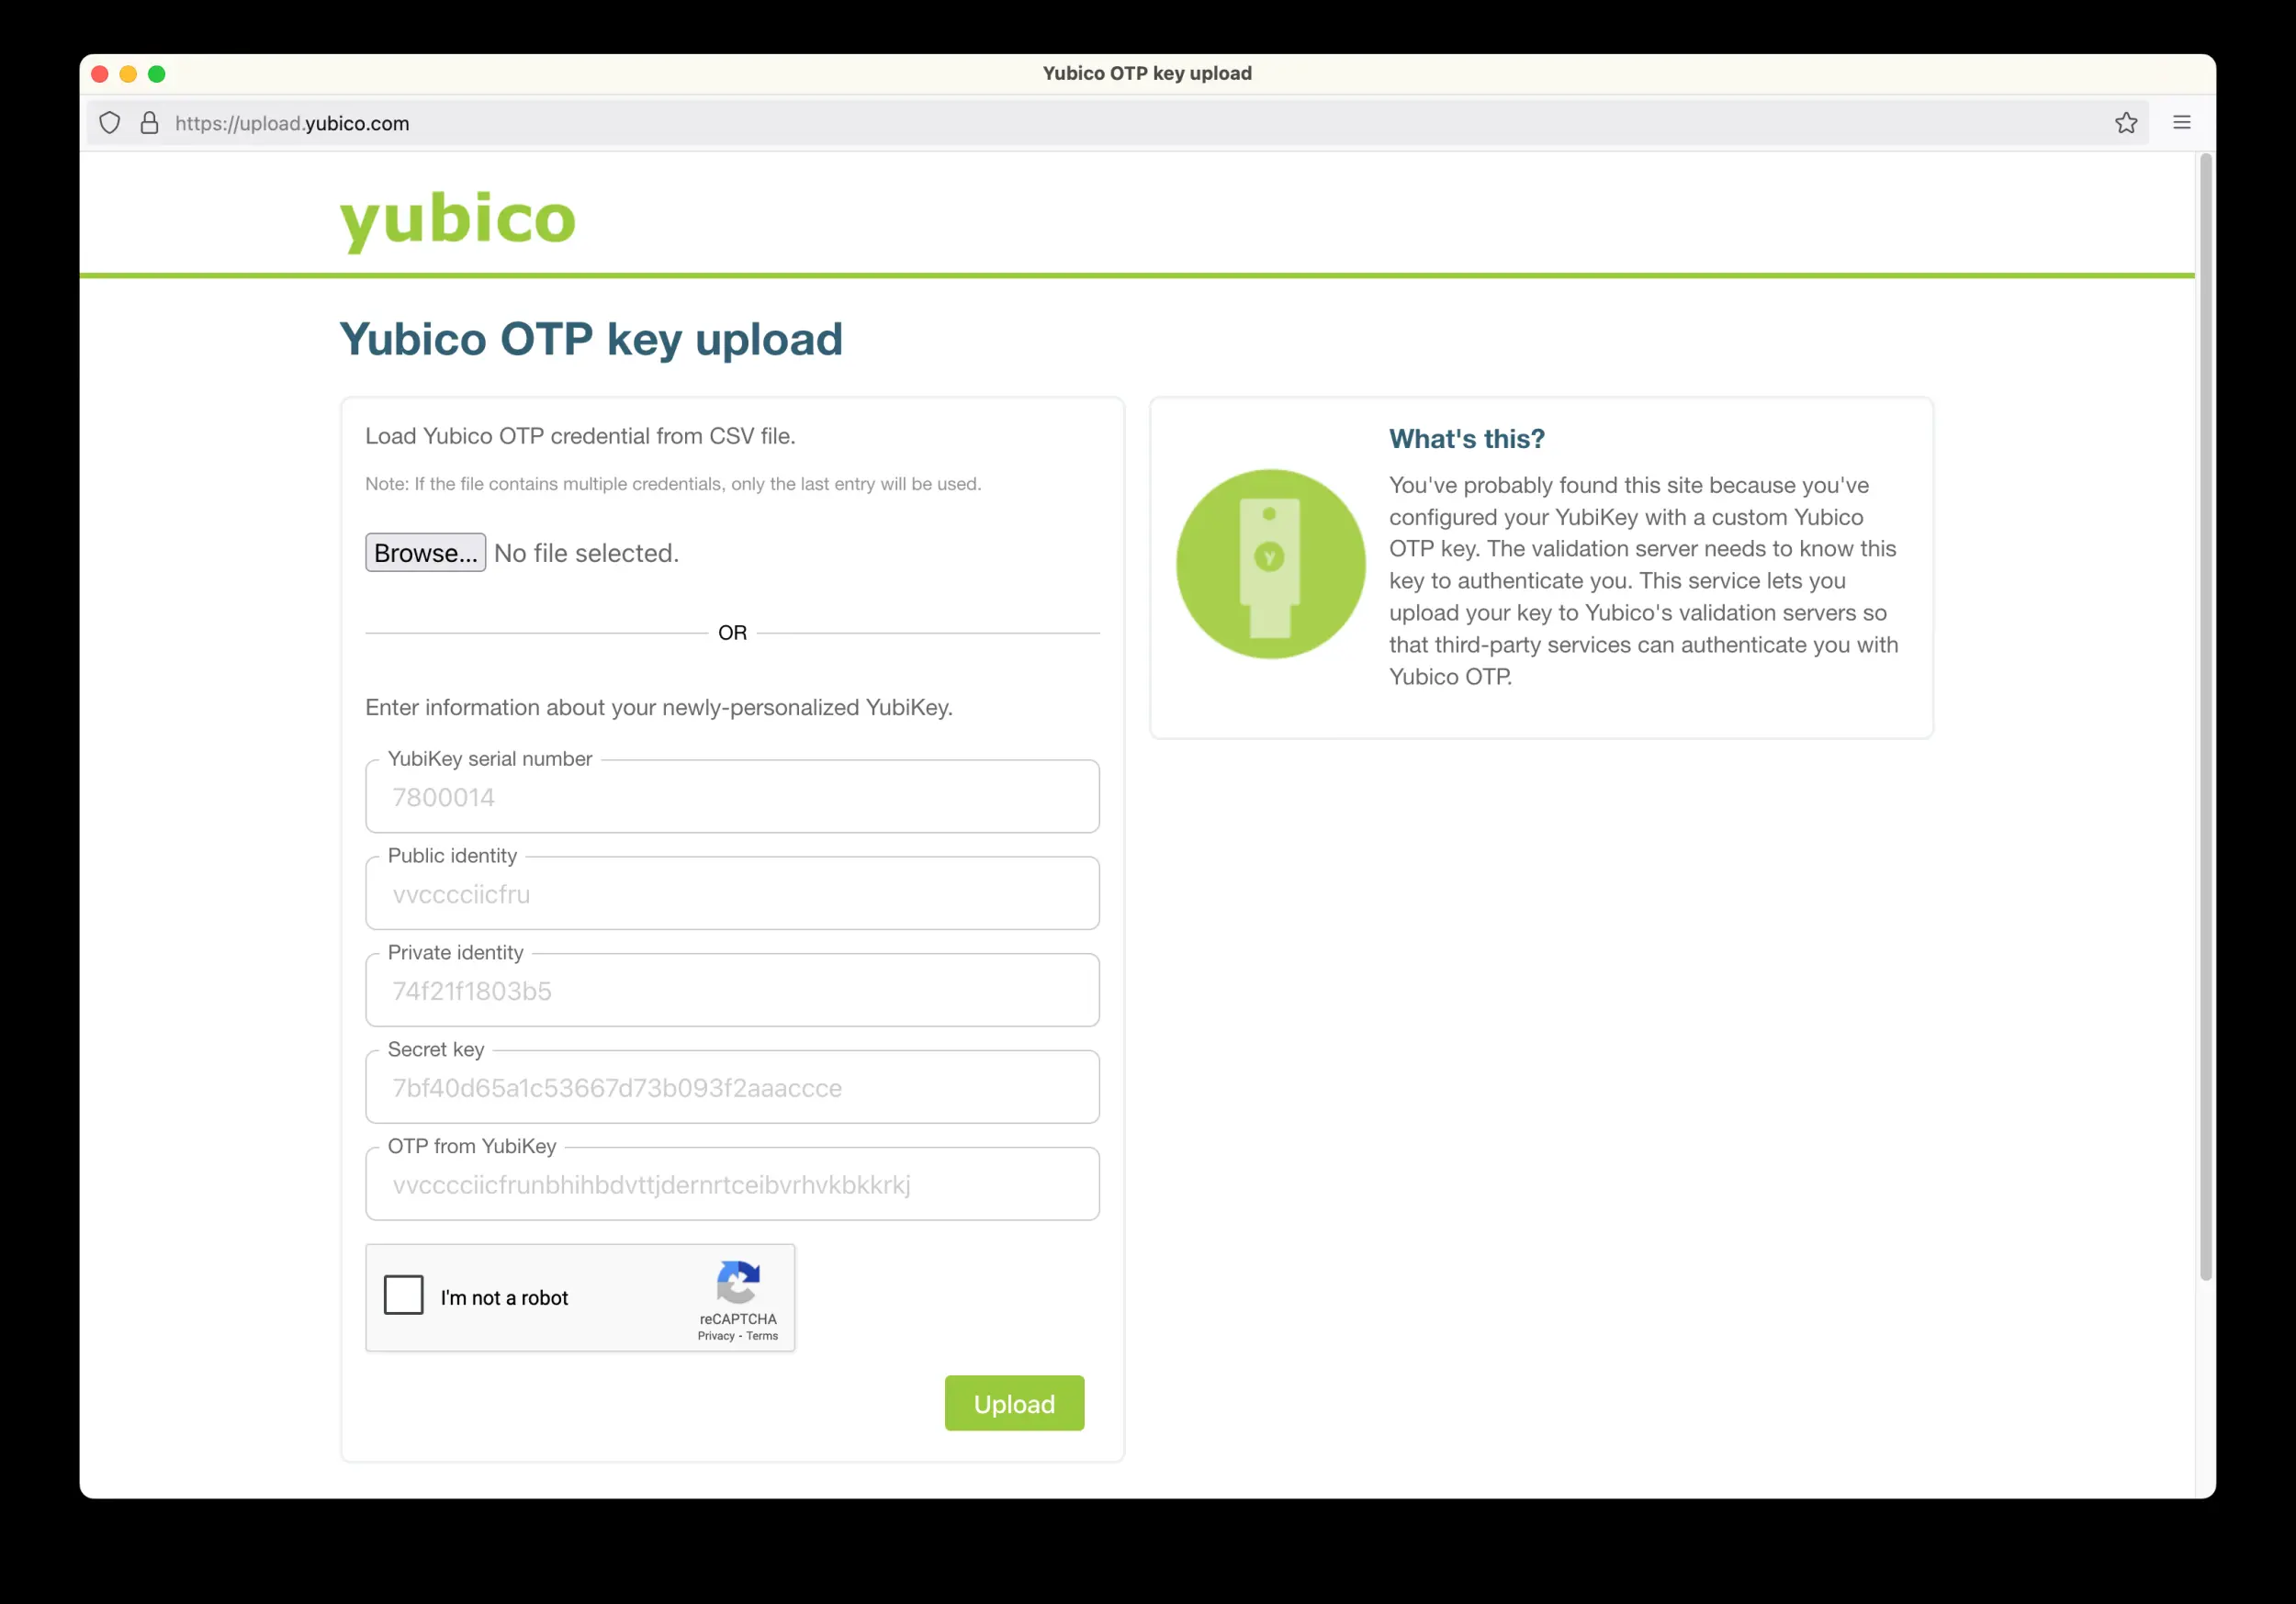 Yubico OTP key upload
https://upload.yubico.com
yubico
Yubico OTP key upload
Load Yubico OTP credential from CSV file.
Note: If the file contains multiple credentials, only the last entry will be used.
Browse... No file selected.
OR
Enter information about your newly-personalized YubiKey.
YubiKey serial number
7800014
Public identity
vvcccciicfru
Private identity
74f21f1803b5
Secret key
7bf40d65a1c53667d73b093f2aaaccce
OTP from YubiKey
vvcccciicfrunbhihbdvttjdernrtceibvrhvkbkkrkj
I'm not a robot
reCAPTCHA
Privacy - Terms
Upload
What's this?
You've probably found this site because you've
configured your YubiKey with a custom Yubico
OTP key. The validation server needs to know this
key to authenticate you. This service lets you
upload your key to Yubico's validation servers so
that third-party services can authenticate you with
Yubico OTP.
y